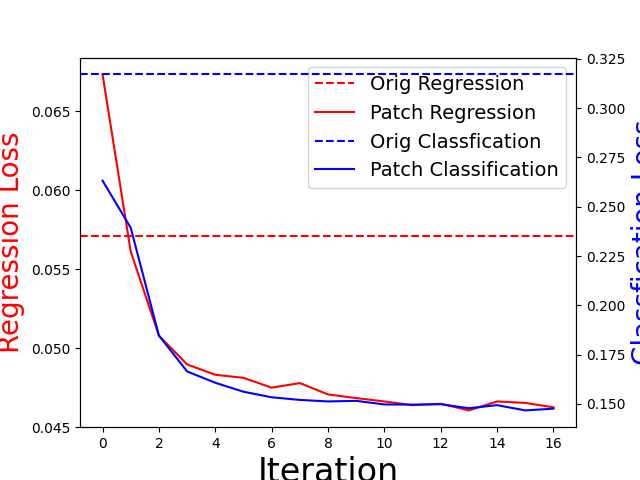 Orig Regression
Patch Regression
Orig Classfication
Patch Classification
0.065
0.060
0.055
0.050
0.045
0.325
0.300
0.275
0.250
0.225
0.200
0.175
0.150
0 2 4 6 8 10 12 14 16
Iteration
Regression Loss
Classfication Loss